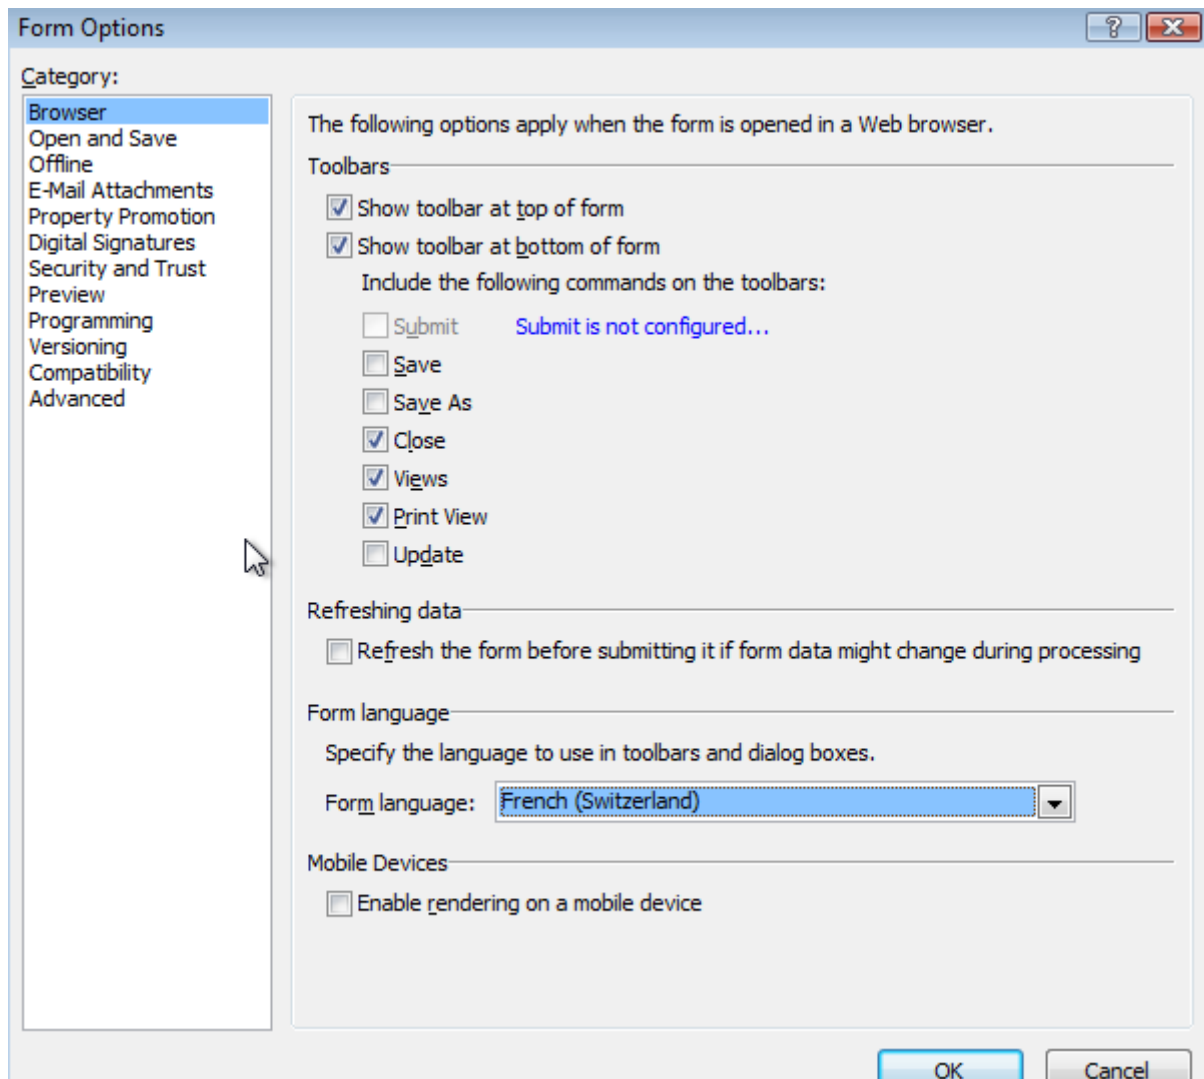 Form Options
Category:
Browser
Open and Save
Offline
E-Mail Attachments
Property Promotion
Digital Signatures
Security and Trust
Preview
Programming
Versioning
Compatibility
Advanced
The following options apply when the form is opened in a Web browser.
Toolbars
Show toolbar at top of form
Show toolbar at bottom of form
Include the following commands on the toolbars:
Submit Submit is not configured...
Save
Save As
Close
Views
Print View
Update
Refreshing data
Refresh the form before submitting it if form data might change during processing
Form language
Specify the language to use in toolbars and dialog boxes.
Form language: French (Switzerland)
Mobile Devices
Enable rendering on a mobile device
OK Cancel